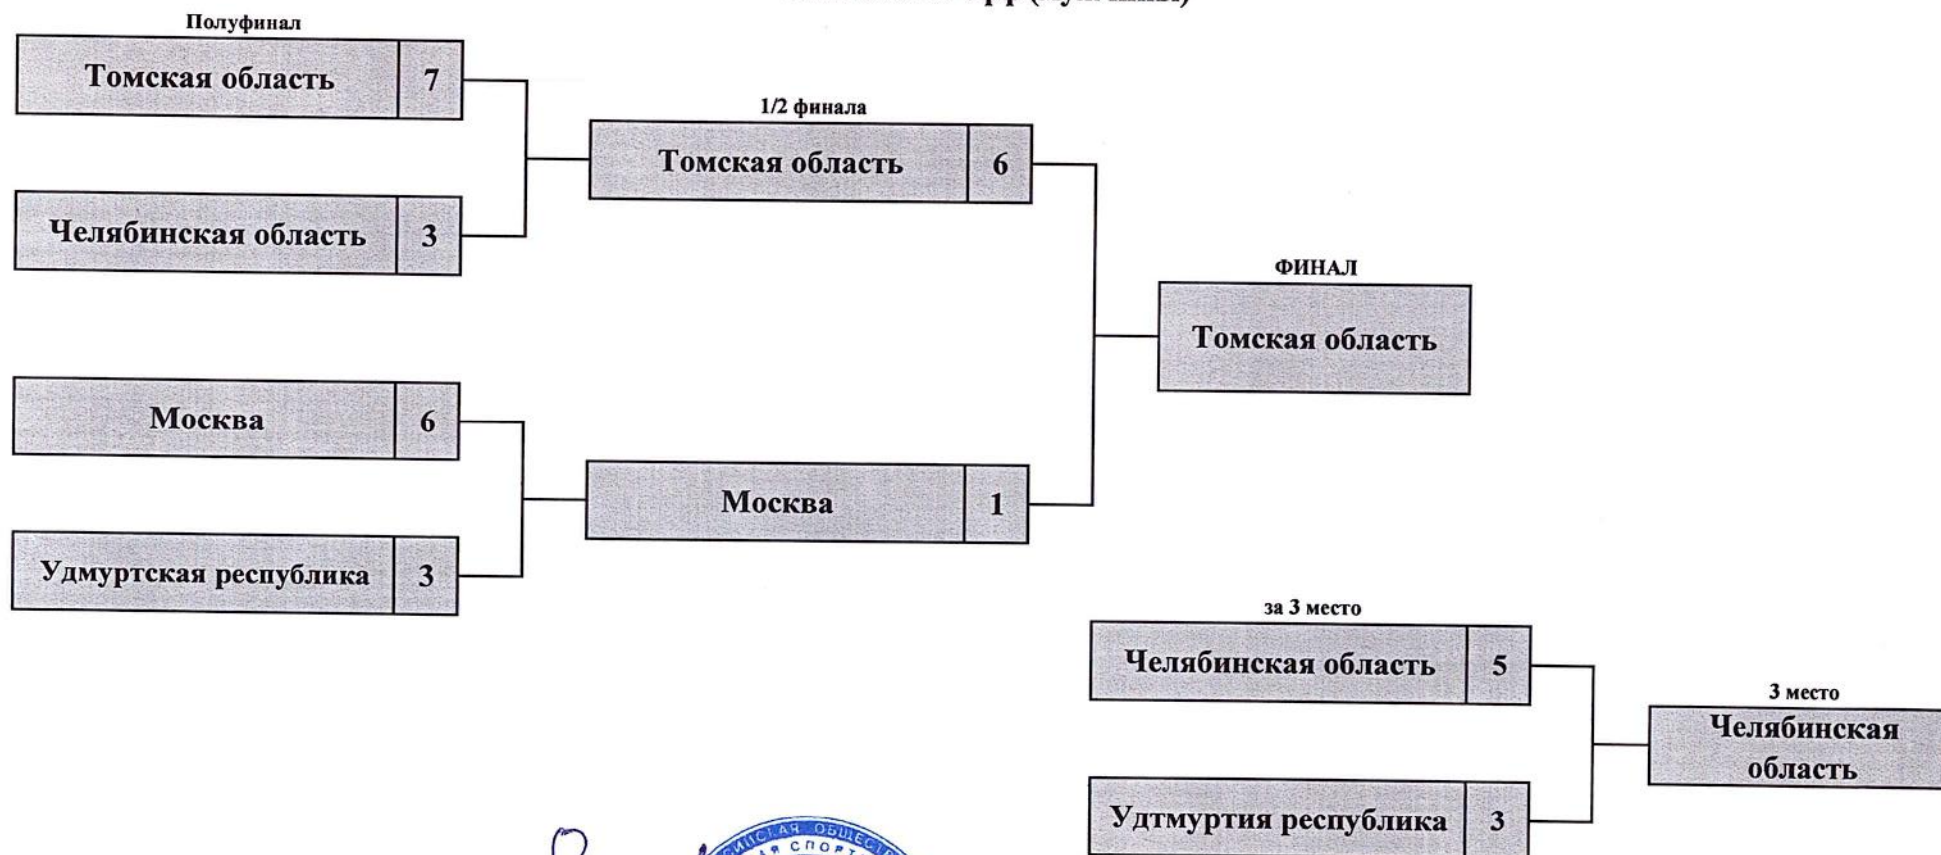 Полуфинал
Томская область 7
1/2 финала
Томская область 6
Челябинская область 3
ФИНАЛ
Томская область
Москва 6
Москва 1
Удмуртская республика 3
за 3 место
Челябинская область 5
3 место
Челябинская
область
Удтмуртия республика 3